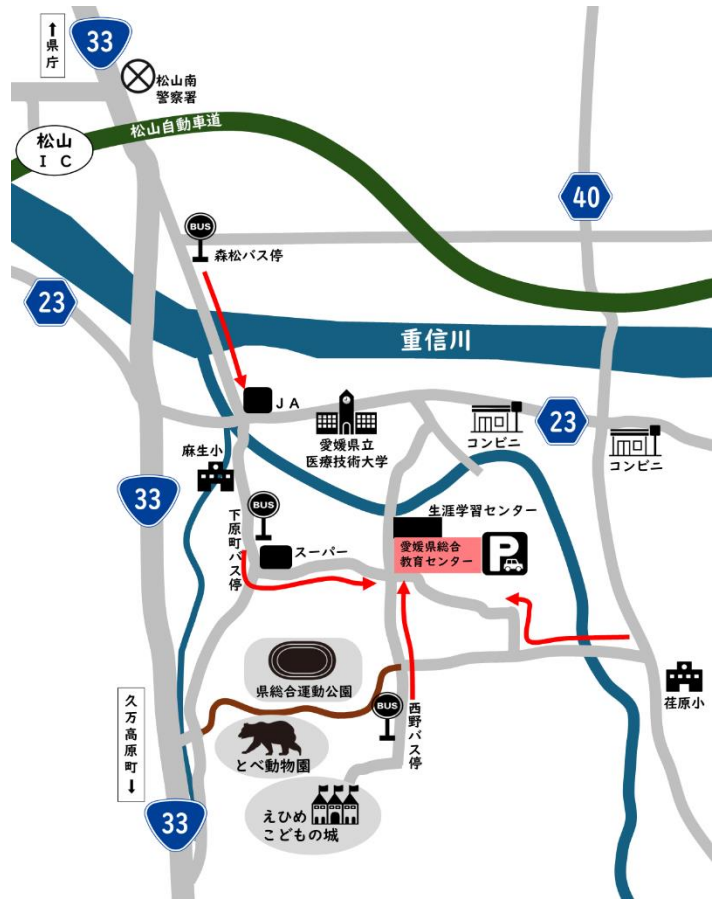 ↑県庁
33
松山南
警察署
松山自動車道
松山
ＩＣ
40
BUS
森松バス停
23
重信川
ＪＡ
愛媛県立
医療技術大学
コンビニ
23
コンビニ
麻生小
33
BUS
下原町バス停
スーパー
生涯学習センター
愛媛県総合
教育センター
P
県総合運動公園
荏原小
久万高原町↓
BUS
西野バス停
とべ動物園
えひめ
こどもの城
33